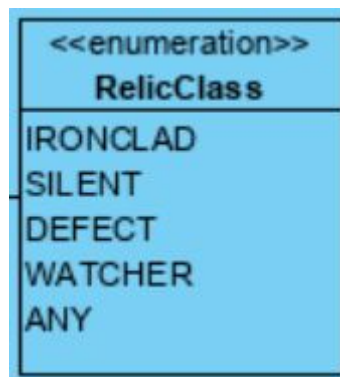 <<enumeration>>
RelicClass
IRONCLAD
SILENT
DEFECT
WATCHER
ANY